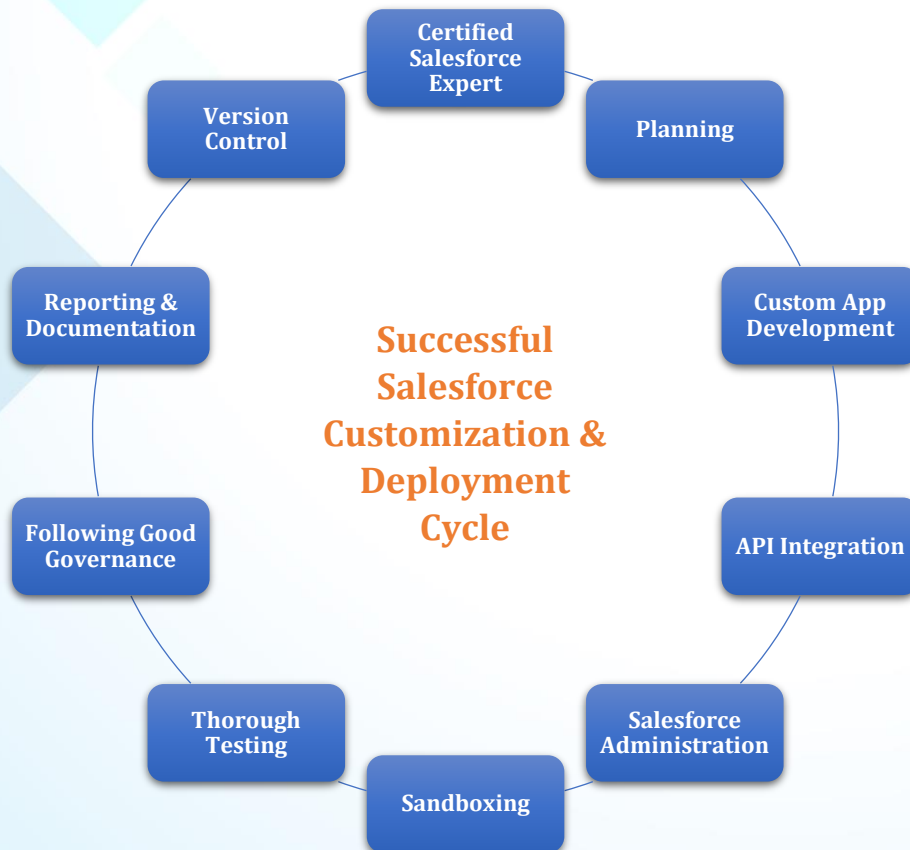 Certified
Salesforce
Expert
Planning
Custom App
Development
API Integration
Salesforce
Administration
Sandboxing
Thorough
Testing
Following Good
Governance
Reporting &
Documentation
Version
Control
Successful
Salesforce
Customization &
Deployment
Cycle